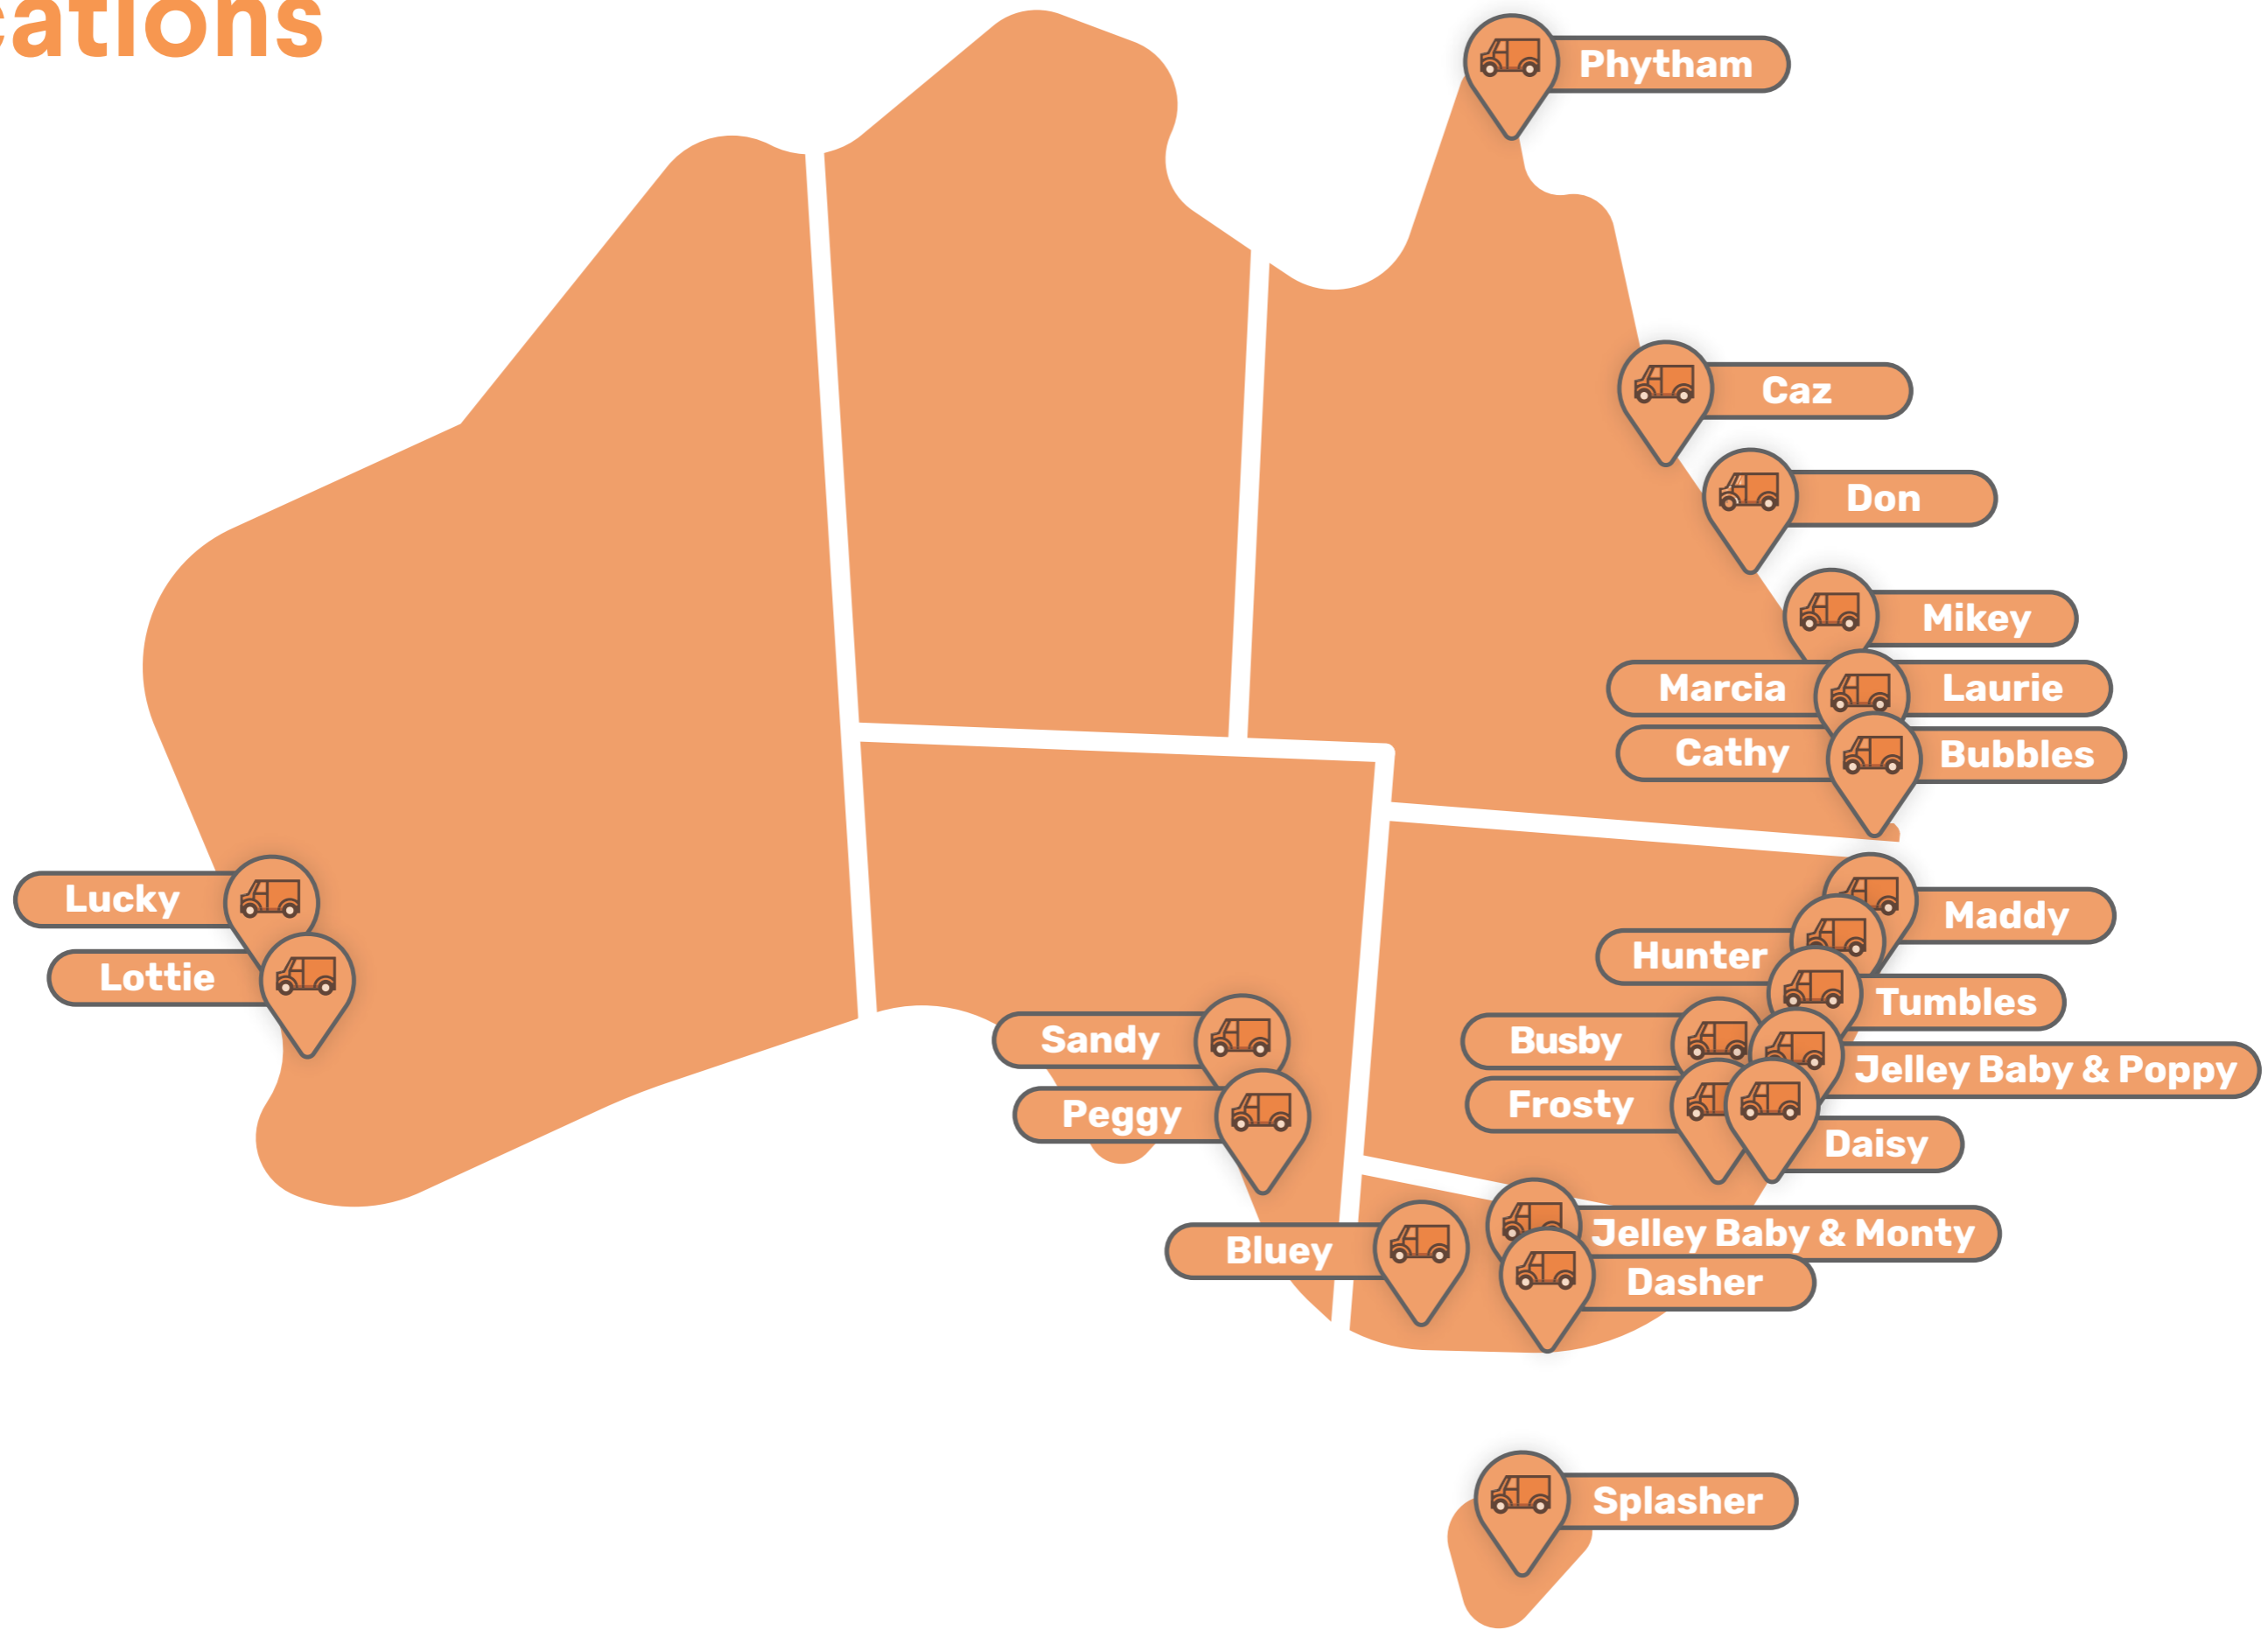 cations
Phytham
Caz
Don
Mikey
Marcia
Laurie
Cathy
Bubbles
Lucky
Maddy
Hunter
Lottie
Tumbles
Sandy
Busby
Jelley Baby & Poppy
Peggy
Frosty
Daisy
Jelley Baby & Monty
Bluey
Dasher
Splasher